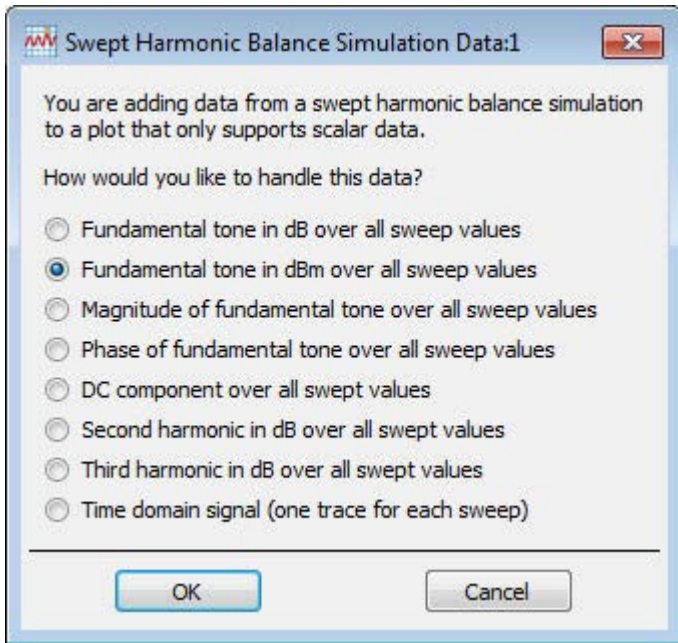 Swept Harmonic Balance Simulation Data:1
You are adding data from a swept harmonic balance simulation
to a plot that only supports scalar data.
How would you like to handle this data?
Fundamental tone in dB over all sweep values
Fundamental tone in dBm over all sweep values
Magnitude of fundamental tone over all sweep values
Phase of fundamental tone over all sweep values
DC component over all swept values
Second harmonic in dB over all swept values
Third harmonic in dB over all swept values
Time domain signal (one trace for each sweep)
OK
Cancel